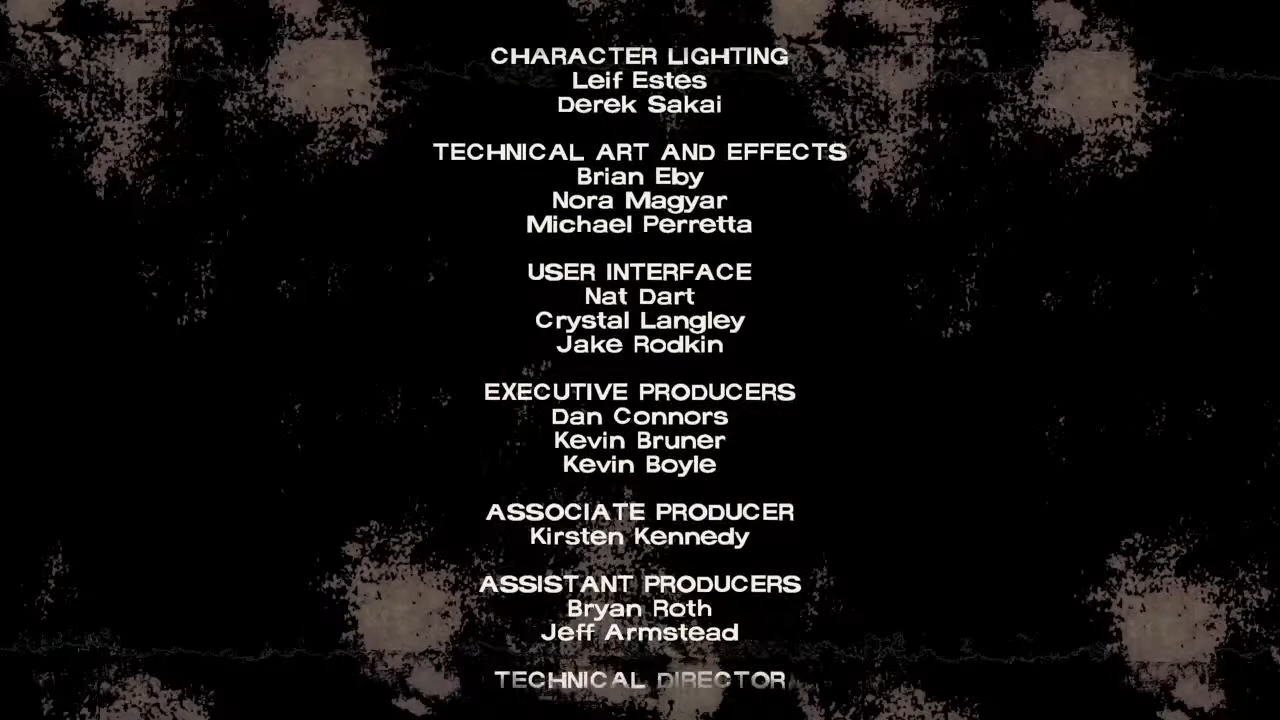 CHARACTER LIGHTING
Leif Estes
Derek Sakai
TECHNICAL ART AND EFFECTS
Brian Eby
Nora Magyar
Michael Perretta
USER INTERFACE
Nat Dart
Crystal Langley
Jake Rodkin
EXECUTIVE PRODUCERS
Dan Connors
Kevin Bruner
Kevin Boyle
ASSOCIATE PRODUCER
Kirsten Kennedy
ASSISTANT PRODUCERS
Bryan Roth
Jeff Armstead
TECHNICAL DIRECTOR